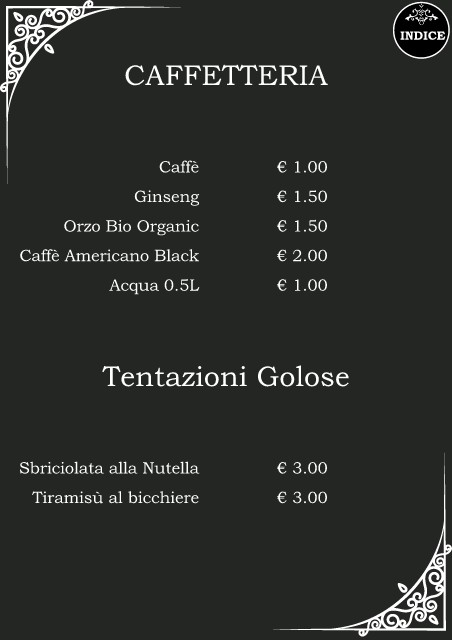 INDICE
CAFFETTERIA
Caffè € 1.00
Ginseng € 1.50
Orzo Bio Organic € 1.50
Caffè Americano Black € 2.00
Acqua 0.5L € 1.00
Tentazioni Golose
Sbriciolata alla Nutella € 3.00
Tiramisù al bicchiere € 3.00